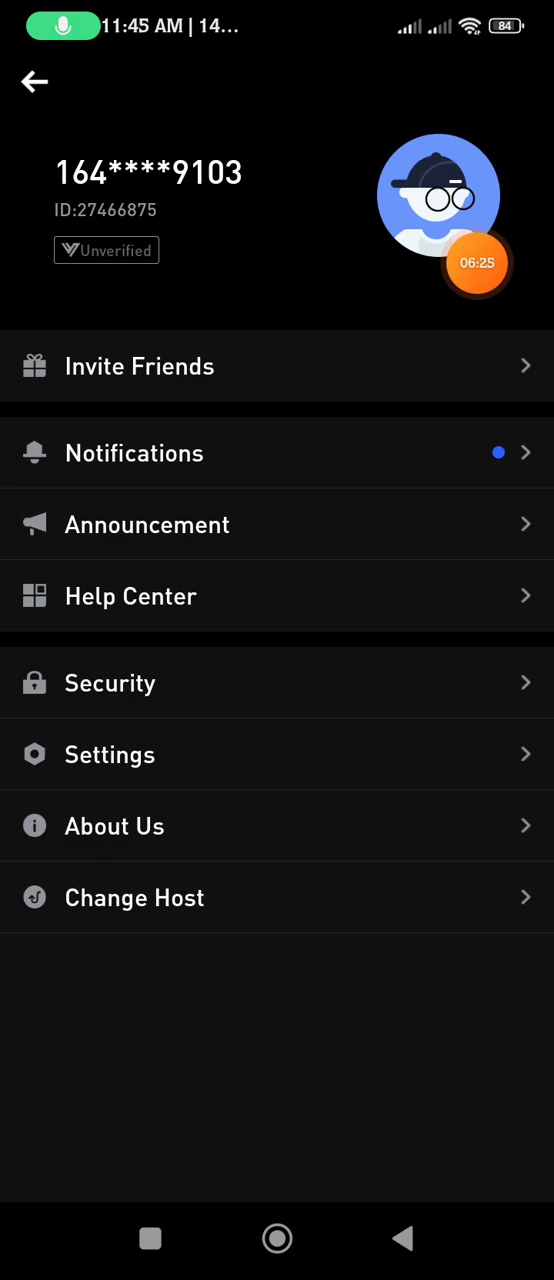 11:45 AM | 14...
84
164****9103
ID:27466875
Unverified
06:25
Invite Friends
Notifications
Announcement
Help Center
Security
Settings
About Us
Change Host